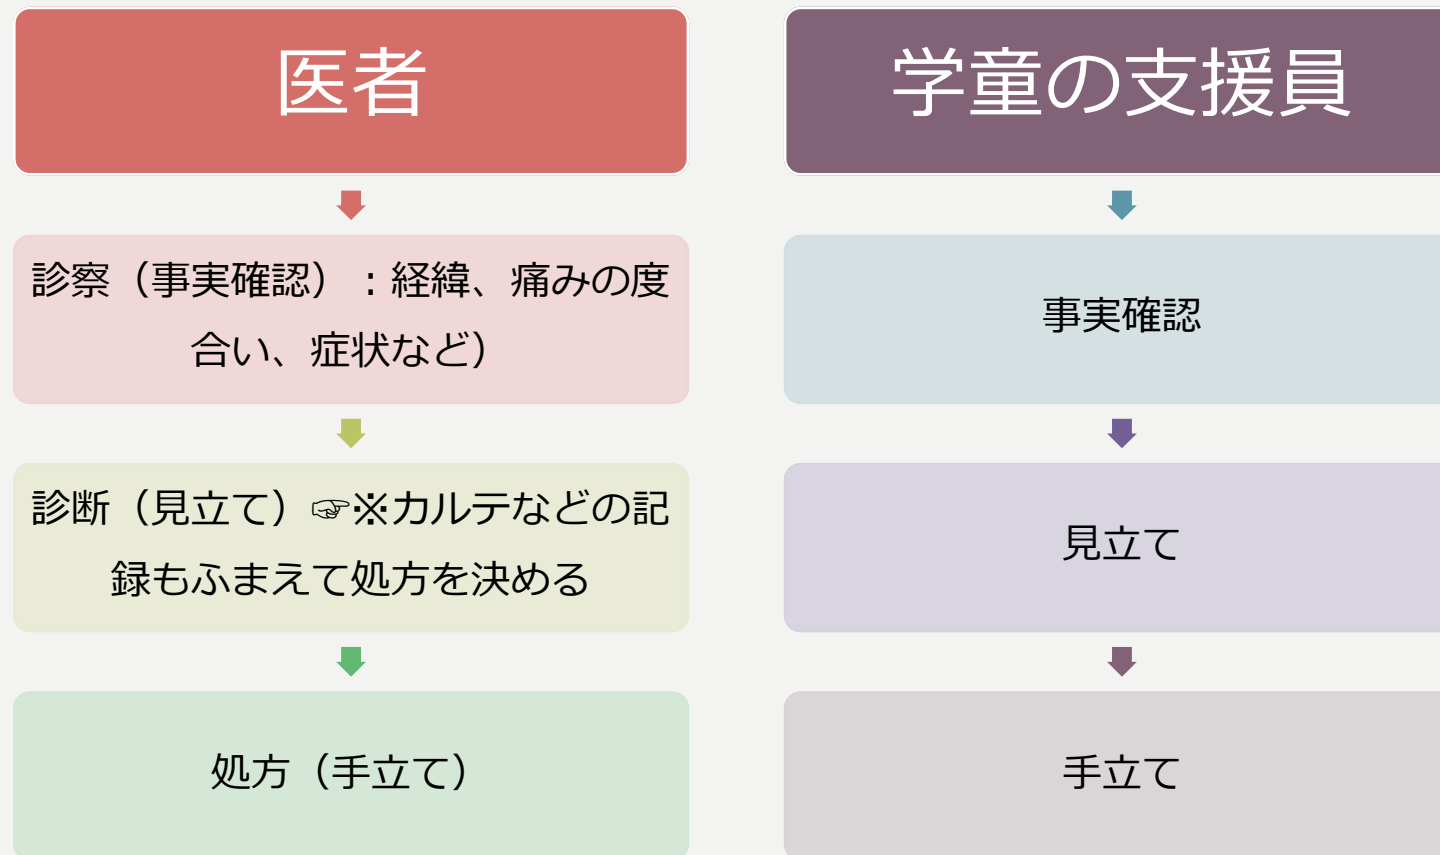 医者
診察（事実確認）：経緯、痛みの度
合い、症状など）
診断（見立て）☞※カルテなどの記
録もふまえて処方を決める
処方（手立て）
学童の支援員
事実確認
見立て
手立て